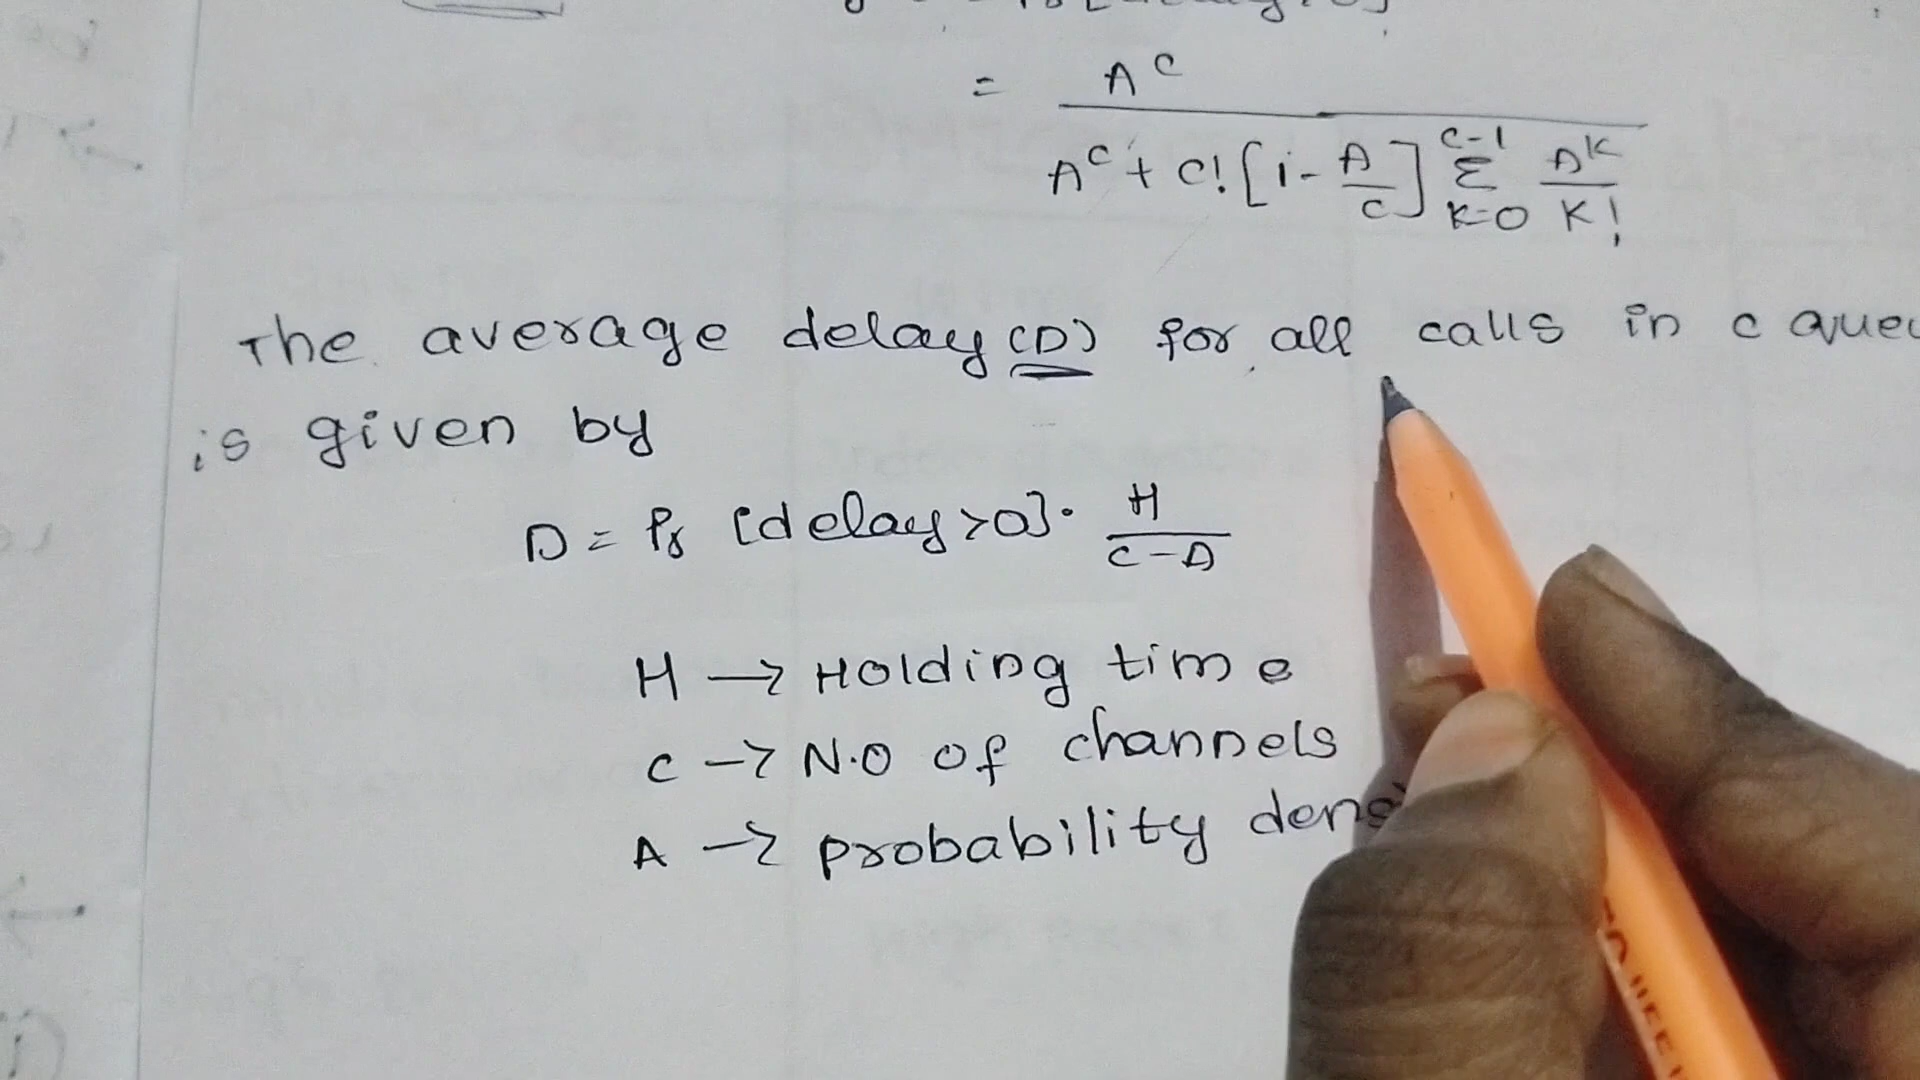 = A^C
A^C + C! [1 - A/C] C-1 Σ K=0 A^K/K!
The average delay (D) for all calls in c
is given by
D = Pr [delay > 0] . H/C-A
H → Holding time
C → N.O of channels
A → probability